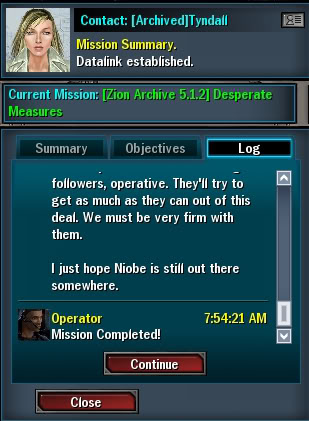 Contact: [Archived]Tyndall
Mission Summary.
Datalink established.
Current Mission: [Zion Archive 5.1.2] Desperate
Measures
Summary
Objectives
Log
followers, operative. They'll try to
get as much as they can out of this
deal. We must be very firm with
them.
I just hope Niobe is still out there
somewhere.
Operator
7:54:21 AM
Mission Completed!
Continue
Close